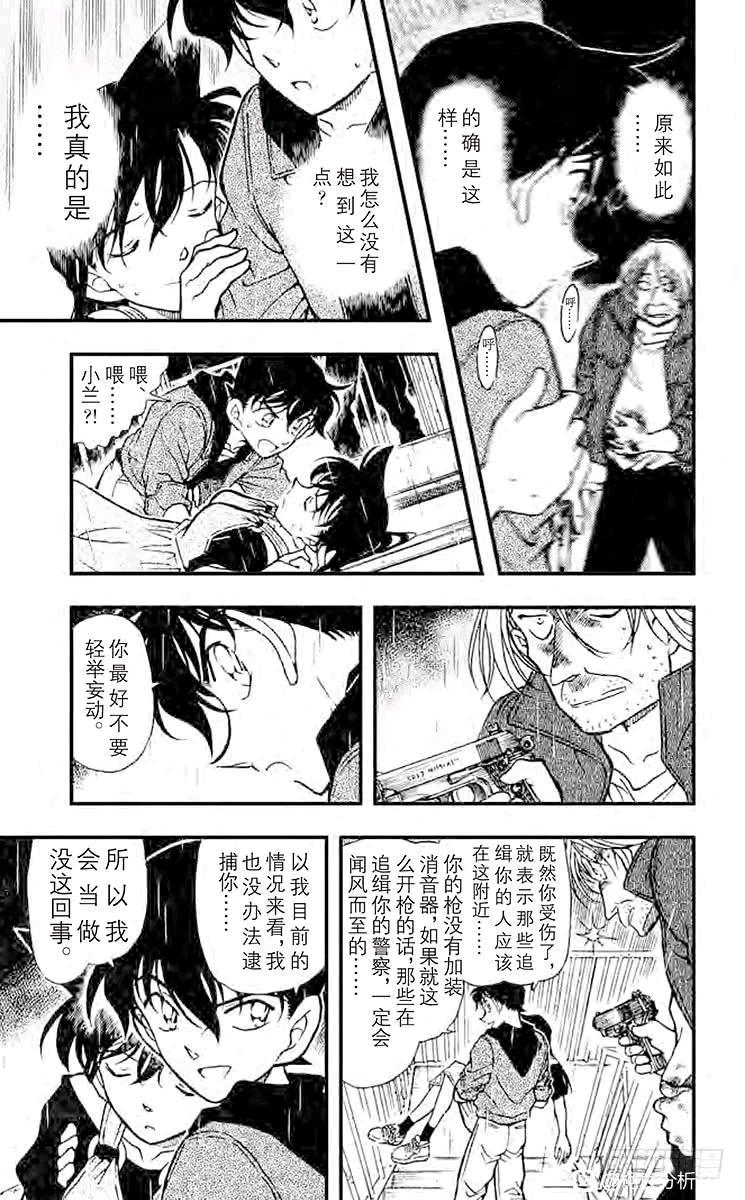 原来如此
……
的确是这
样……
呼……
呼……
我怎么没有
想到这一
点？
我真的是
……
喂、
喂……
小兰?!
你最好不要
轻举妄动。
既然你受伤了，
就表示那些追
缉你的人应该
在这附近……
你的枪没有加装
消音器，如果就这
么开枪的话，那些在
追缉你的警察，一定会
闻风而至的……
以我目前的
情况来看，我
也没办法逮
捕你……
所以我
会当做
没这回事。